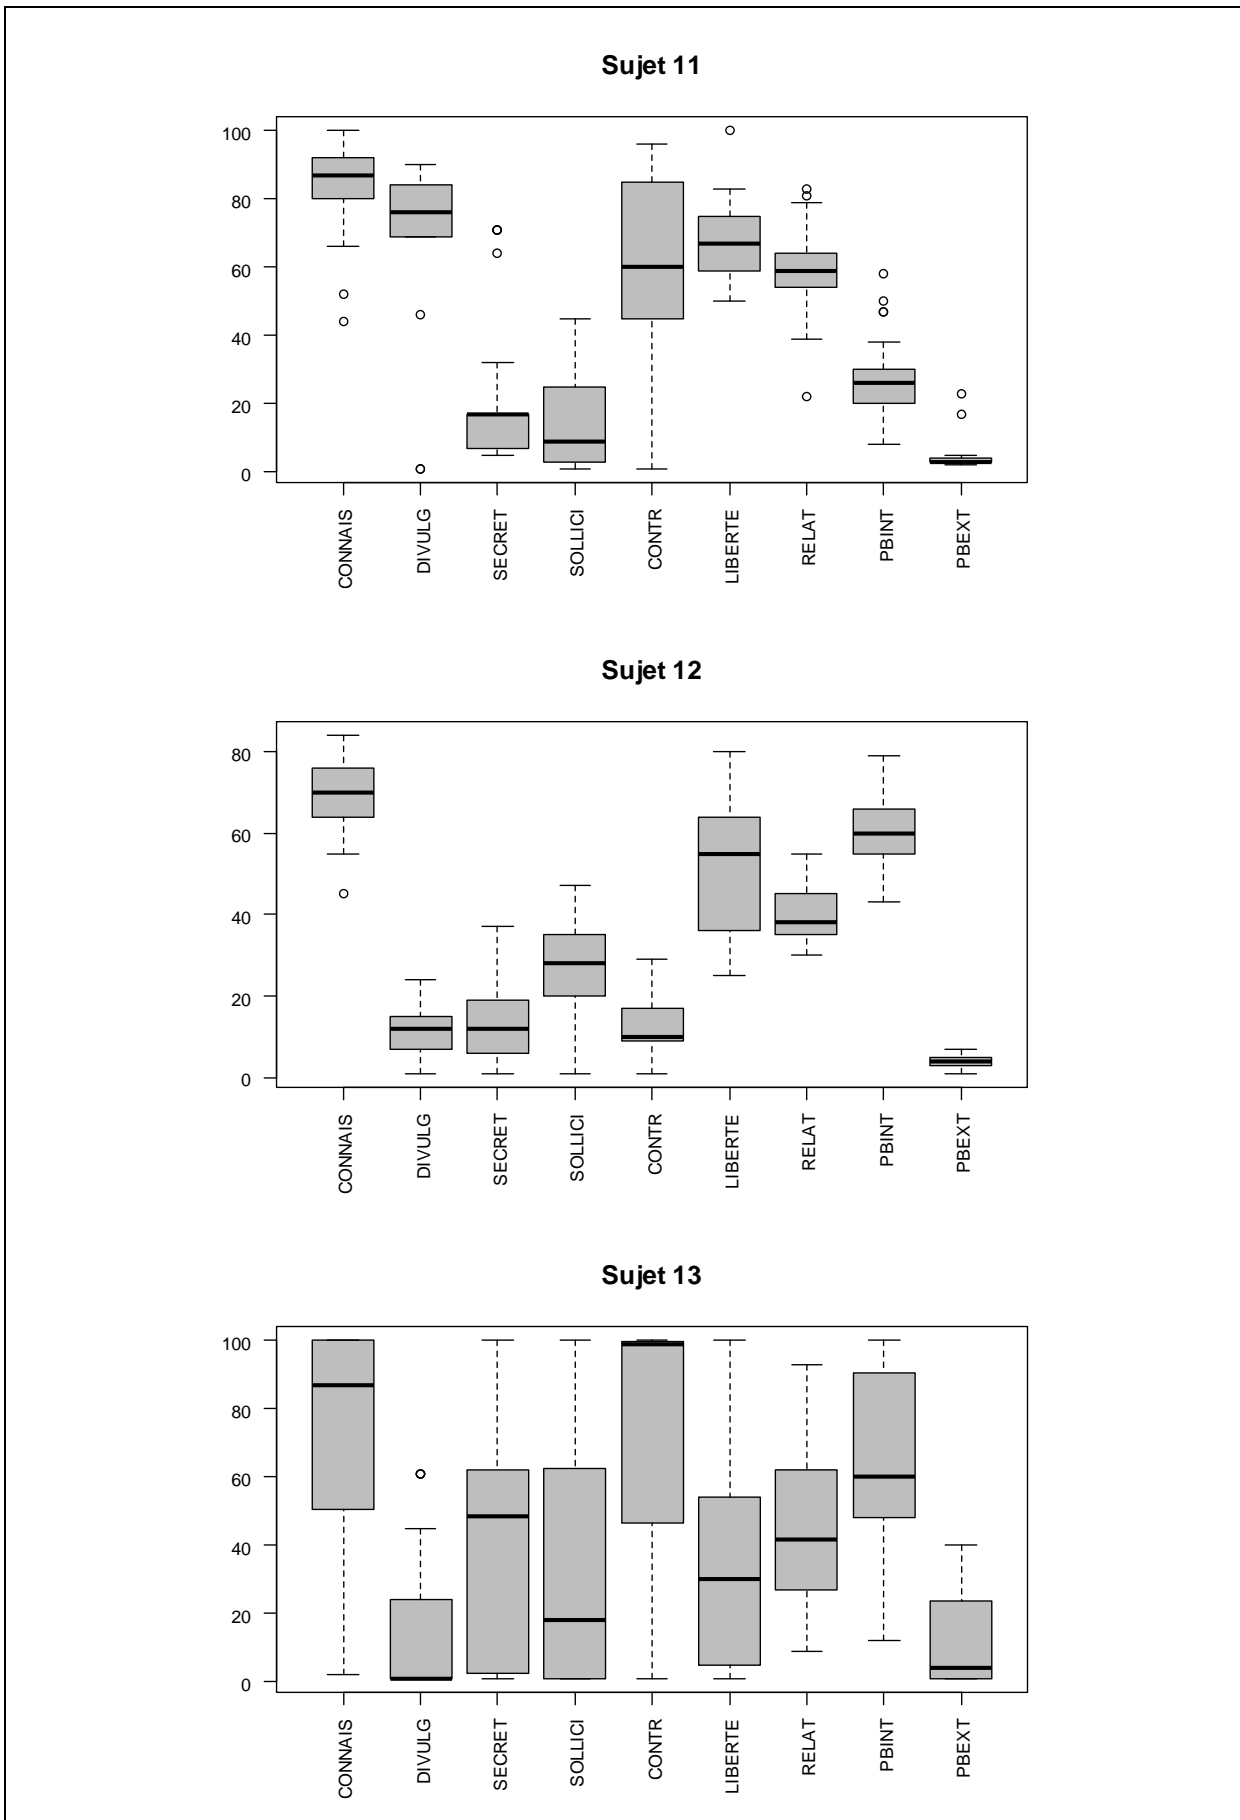 Sujet 11
100
80
60
40
20
0
CONNAIS
DIVULG
SECRET
SOLLICI
CONTR
LIBERTE
RELAT
PBINT
PBEXT
Sujet 12
80
60
40
20
0
CONNAIS
DIVULG
SECRET
SOLLICI
CONTR
LIBERTE
RELAT
PBINT
PBEXT
Sujet 13
100
80
60
40
20
0
CONNAIS
DIVULG
SECRET
SOLLICI
CONTR
LIBERTE
RELAT
PBINT
PBEXT